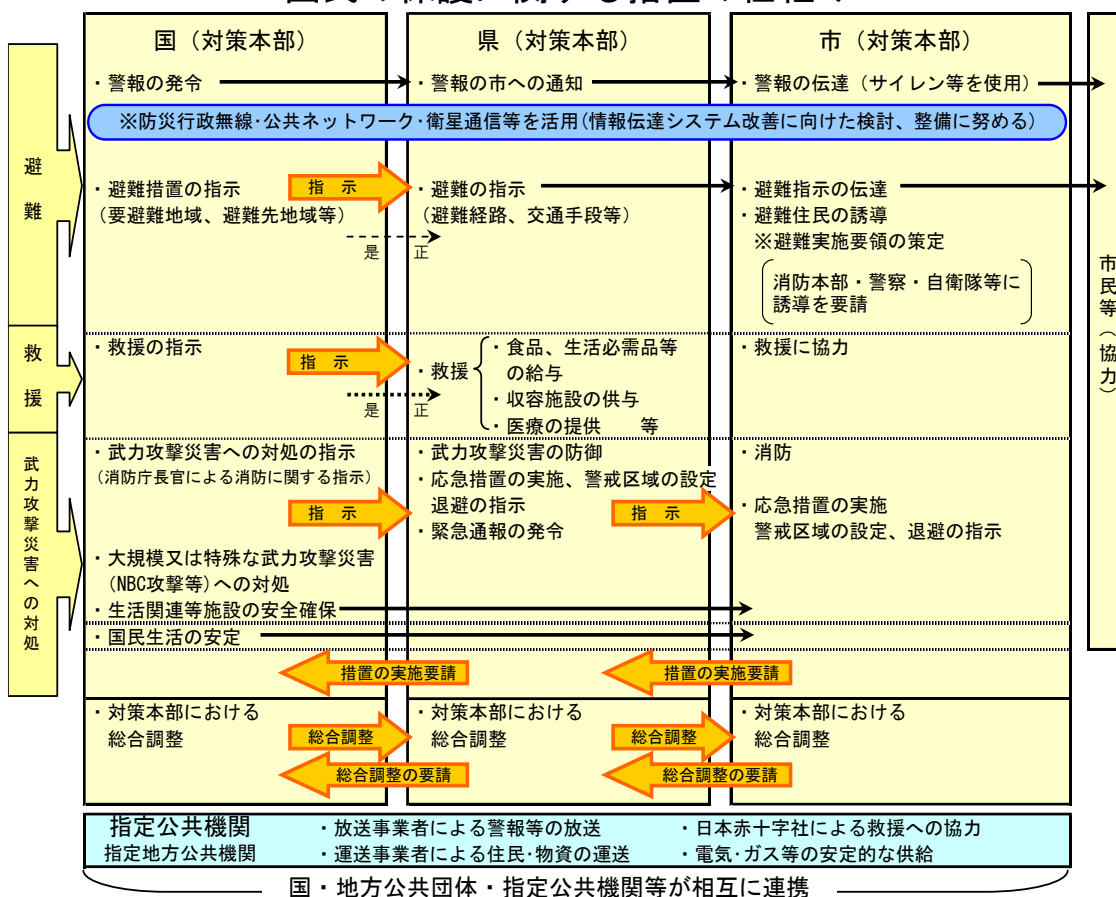 国（対策本部）
県（対策本部）
市（対策本部）
・警報の発令
・警報の市への通知
・警報の伝達（サイレン等を使用）
※防災行政無線･公共ネットワーク･衛星通信等を活用(情報伝達システム改善に向けた検討、整備に努める)
避難
・避難措置の指示
（要避難地域、避難先地域等）
指　示
・避難の指示
（避難経路、交通手段等）
是　正
・避難指示の伝達
・避難住民の誘導
※避難実施要領の策定
消防本部・警察・自衛隊等に
誘導を要請
市民等（協力）
救援
・救援の指示
指　示
是　正
・救援
・食品、生活必需品等
の給与
・収容施設の供与
・医療の提供　　等
・救援に協力
武力攻撃災害への対処
・武力攻撃災害への対処の指示
（消防庁長官による消防に関する指示）
指　示
・大規模又は特殊な武力攻撃災害
（NBC攻撃等）への対処
・生活関連等施設の安全確保
・国民生活の安定
・武力攻撃災害の防御
・応急措置の実施、警戒区域の設定
退避の指示
・緊急通報の発令
指　示
・消防
・応急措置の実施
警戒区域の設定、退避の指示
措置の実施要請
措置の実施要請
・対策本部における
総合調整
総合調整
総合調整の要請
・対策本部における
総合調整
総合調整
総合調整の要請
・対策本部における
総合調整
指定公共機関
指定地方公共機関
・放送事業者による警報等の放送
・運送事業者による住民･物資の運送
・日本赤十字社による救援への協力
・電気･ガス等の安定的な供給
国・地方公共団体・指定公共機関等が相互に連携